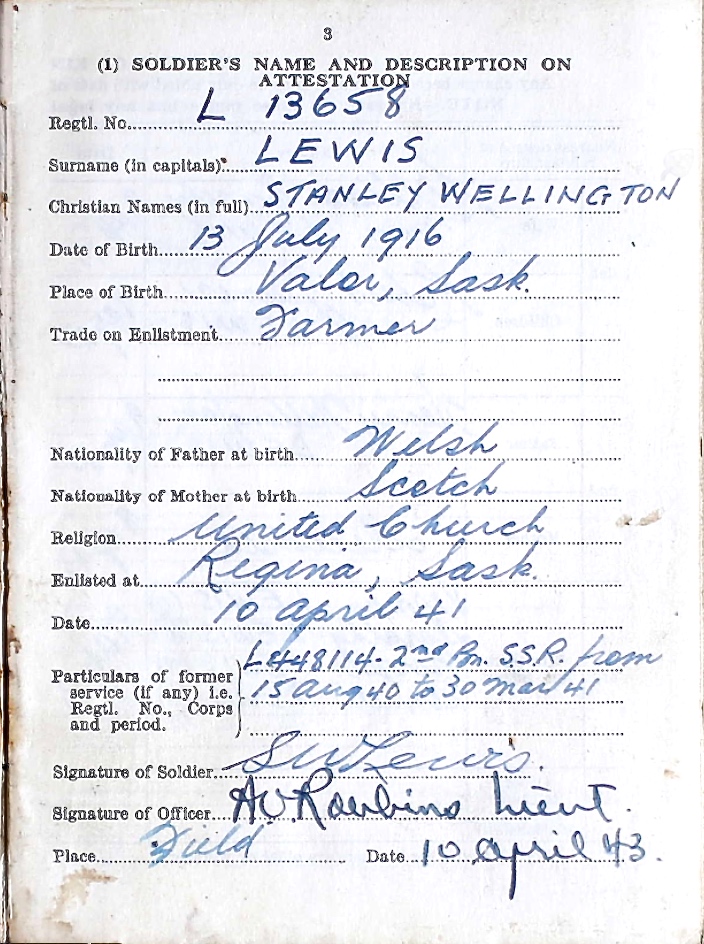 3
(1) SOLDIER'S NAME AND DESCRIPTION ON
ATTESTATION
Regtl. No. L 13658
Surname (in capitals). LEWIS
Christian Names (in full) STANLEY WELLINGTON
Date of Birth 13 July 1916
Place of Birth Valor, Sask.
Trade on Enlistment Farmer
Nationality of Father at birth Welsh
Nationality of Mother at birth Scotch
Religion United Church
Enlisted at Regina, Sask.
Date 10 April 41
48114 - 2nd Bn. S.S.R. from
Particulars of former
service (if any) i.e. 15 Aug 40 to 30 Mar 41
Regtl. No., Corps
and period.
Signature of Soldier SW Lewis.
Signature of Officer Lieut.
Place Field Date 10 April 43.